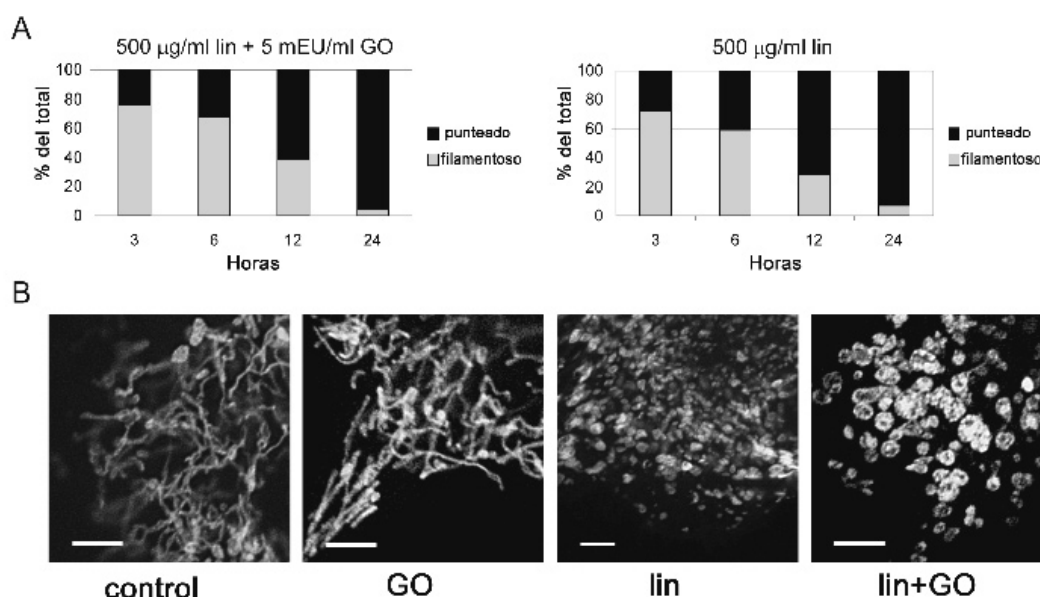 A
500 µg/ml lin + 5 mEU/ml GO
% del total
100
80
60
40
20
0
3 6 12 24
Horas
punteado
filamentoso
500 µg/ml lin
% del total
100
80
60
40
20
0
3 6 12 24
Horas
punteado
filamentoso
B
control GO lin lin+GO